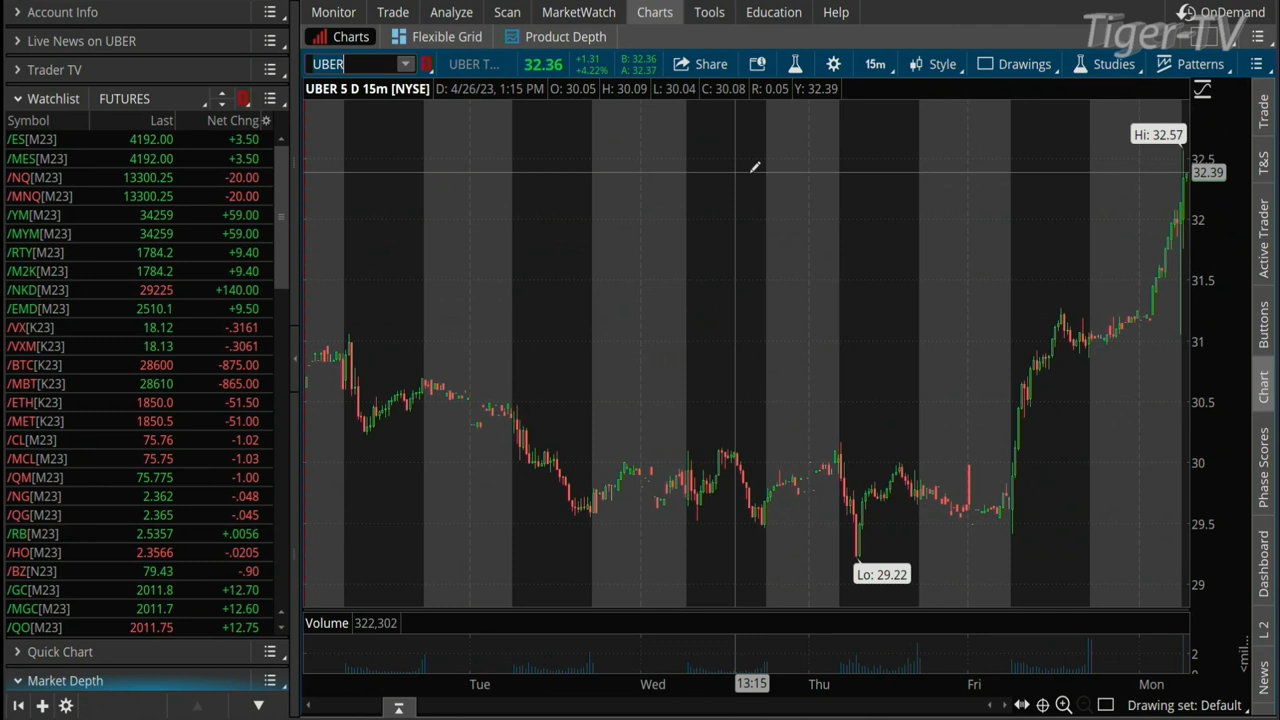 Account Info
Live News on UBER
Trader TV
Watchlist FUTURES
Symbol Last Net Chng
/ES[M23] 4192.00 +3.50
/MES[M23] 4192.00 +3.50
/NQ[M23] 13300.25 -20.00
/MNQ[M23] 13300.25 -20.00
/YM[M23] 34259 +59.00
/MYM[M23] 34259 +59.00
/RTY[M23] 1784.2 +9.40
/M2K[M23] 1784.2 +9.40
/NKD[M23] 29225 +140.00
/EMD[M23] 2510.1 +9.50
/VX[K23] 18.12 -.3161
/VXM[K23] 18.13 -.3061
/BTC[K23] 28600 -875.00
/MBT[K23] 28610 -865.00
/ETH[K23] 1850.0 -51.50
/MET[K23] 1850.5 -51.00
/CL[M23] 75.76 -1.02
/MCL[M23] 75.75 -1.03
/QM[M23] 75.775 -1.00
/NG[M23] 2.362 -.048
/QG[M23] 2.365 -.045
/RB[M23] 2.5357 +.0056
/HO[M23] 2.3566 -.0205
/BZ[N23] 79.43 -.90
/GC[M23] 2011.8 +12.70
/MGC[M23] 2011.7 +12.60
/QO[M23] 2011.75 +12.75
Quick Chart
Market Depth
Monitor Trade Analyze Scan MarketWatch Charts Tools Education Help OnDemand
Tiger-TV
Charts Flexible Grid Product Depth
UBER UBER T... 32.36 +1.31 +4.22% B: 32.36 A: 32.37 Share 15m Style Drawings Studies Patterns
UBER 5 D 15m [NYSE] D: 4/26/23, 1:15 PM O: 30.05 H: 30.09 L: 30.04 C: 30.08 R: 0.05 Y: 32.39
Hi: 32.57
32.5
32.39
32
31.5
31
30.5
30
29.5
Lo: 29.22
29
Volume 322,302
2
Tue Wed 13:15 Thu Fri Mon
Drawing set: Default
Trade
T&S
Active Trader
Buttons
Chart
Phase Scores
Dashboard
L 2
News